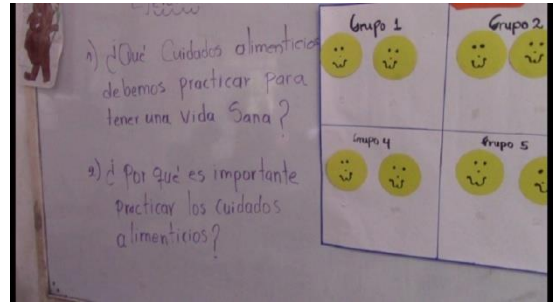 1) ¿Qué Cuidados alimenticios
debemos practicar para
tener una vida Sana?
2) ¿Por qué es importante
practicar los cuidados
alimenticios?
Grupo 1
Grupo 2
Grupo 4
Grupo 5